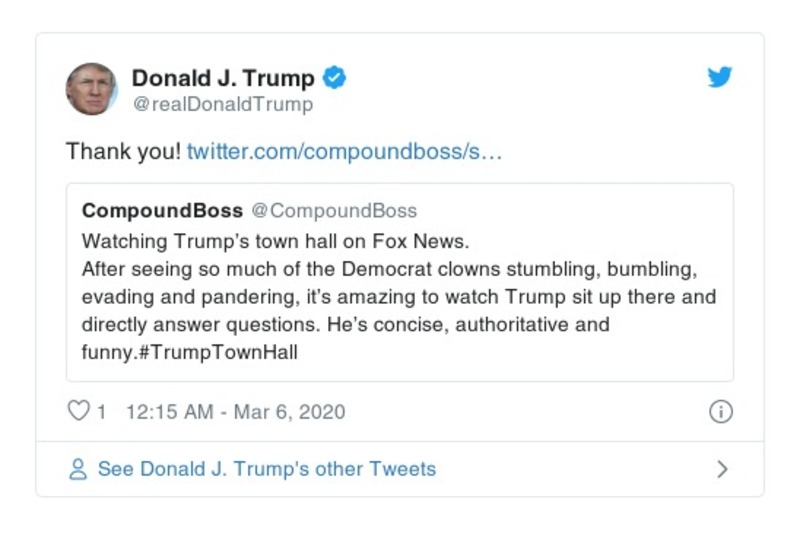 Donald J. Trump
@realDonaldTrump
Thank you! twitter.com/compoundboss/s…
CompoundBoss @CompoundBoss
Watching Trump’s town hall on Fox News.
After seeing so much of the Democrat clowns stumbling, bumbling,
evading and pandering, it’s amazing to watch Trump sit up there and
directly answer questions. He’s concise, authoritative and
funny.#TrumpTownHall
1 12:15 AM - Mar 6, 2020
See Donald J. Trump's other Tweets